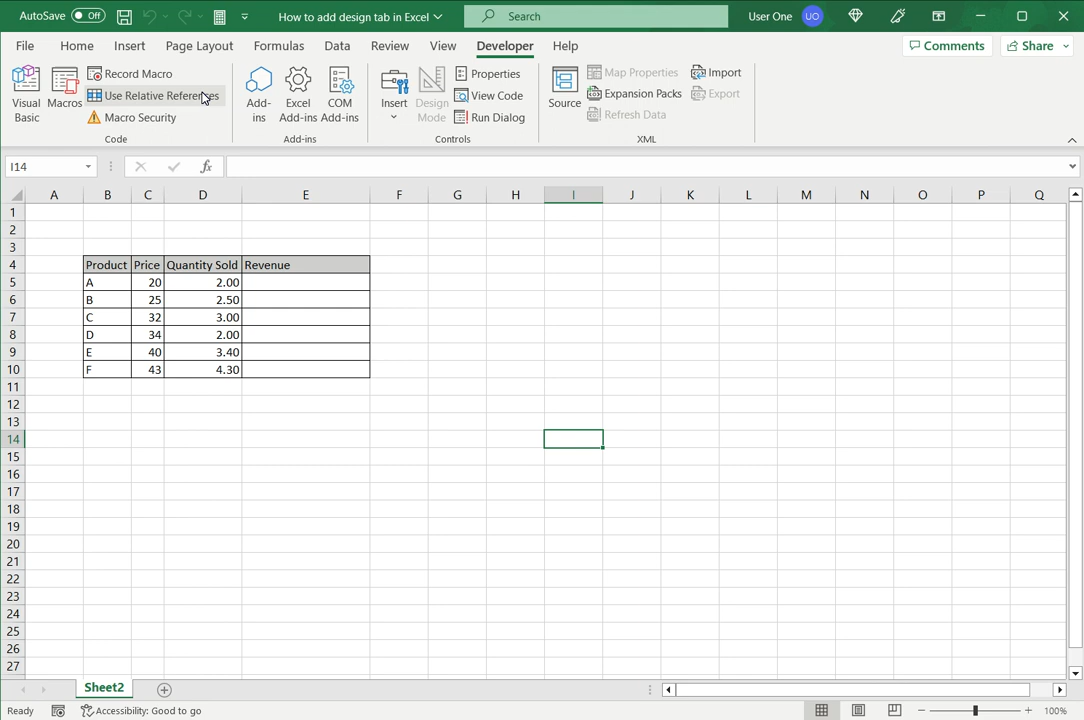 AutoSave Off How to add design tab in Excel Search User One UO
File Home Insert Page Layout Formulas Data Review View Developer Help Comments Share
Visual Basic Macros Record Macro Use Relative References Macro Security Add-ins Excel Add-ins COM Add-ins Insert Design Mode Properties View Code Run Dialog Source Map Properties Expansion Packs Refresh Data Import Export
Code Add-ins Controls XML
I14 fx
A B C D E F G H I J K L M N O P Q
1
2
3
4 Product Price Quantity Sold Revenue
5 A 20 2.00
6 B 25 2.50
7 C 32 3.00
8 D 34 2.00
9 E 40 3.40
10 F 43 4.30
11
12
13
14
15
16
17
18
19
20
21
22
23
24
25
26
27
Sheet2
Ready Accessibility: Good to go 100%